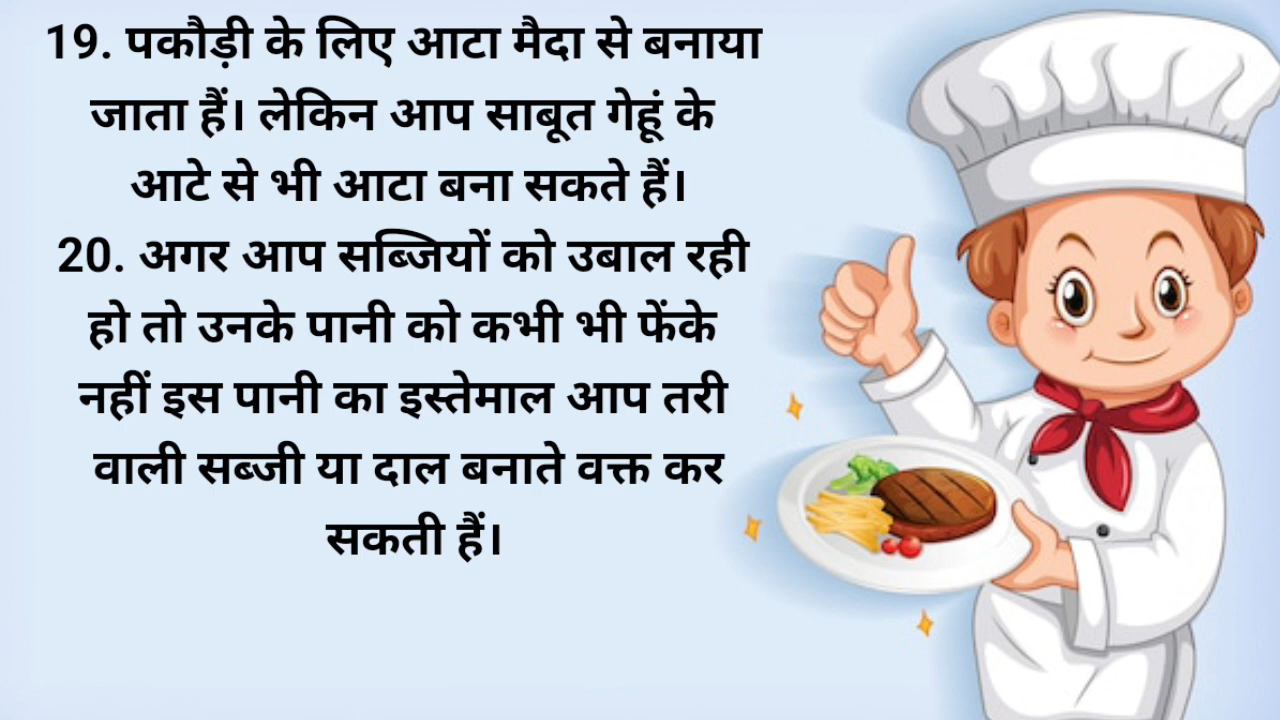 19. पकौड़ी के लिए आटा मैदा से बनाया
जाता हैं। लेकिन आप साबूत गेहूं के
आटे से भी आटा बना सकते हैं।
20. अगर आप सब्जियों को उबाल रही
हो तो उनके पानी को कभी भी फेंके
नहीं इस पानी का इस्तेमाल आप तरी
वाली सब्जी या दाल बनाते वक्त कर
सकती हैं।